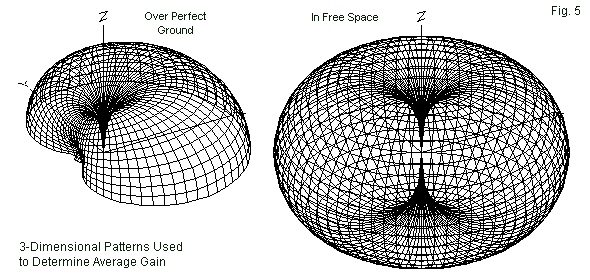 Z
Over Perfect
Ground
In Free Space
Z
Fig. 5
Y
3-Dimensional Patterns Used
to Determine Average Gain